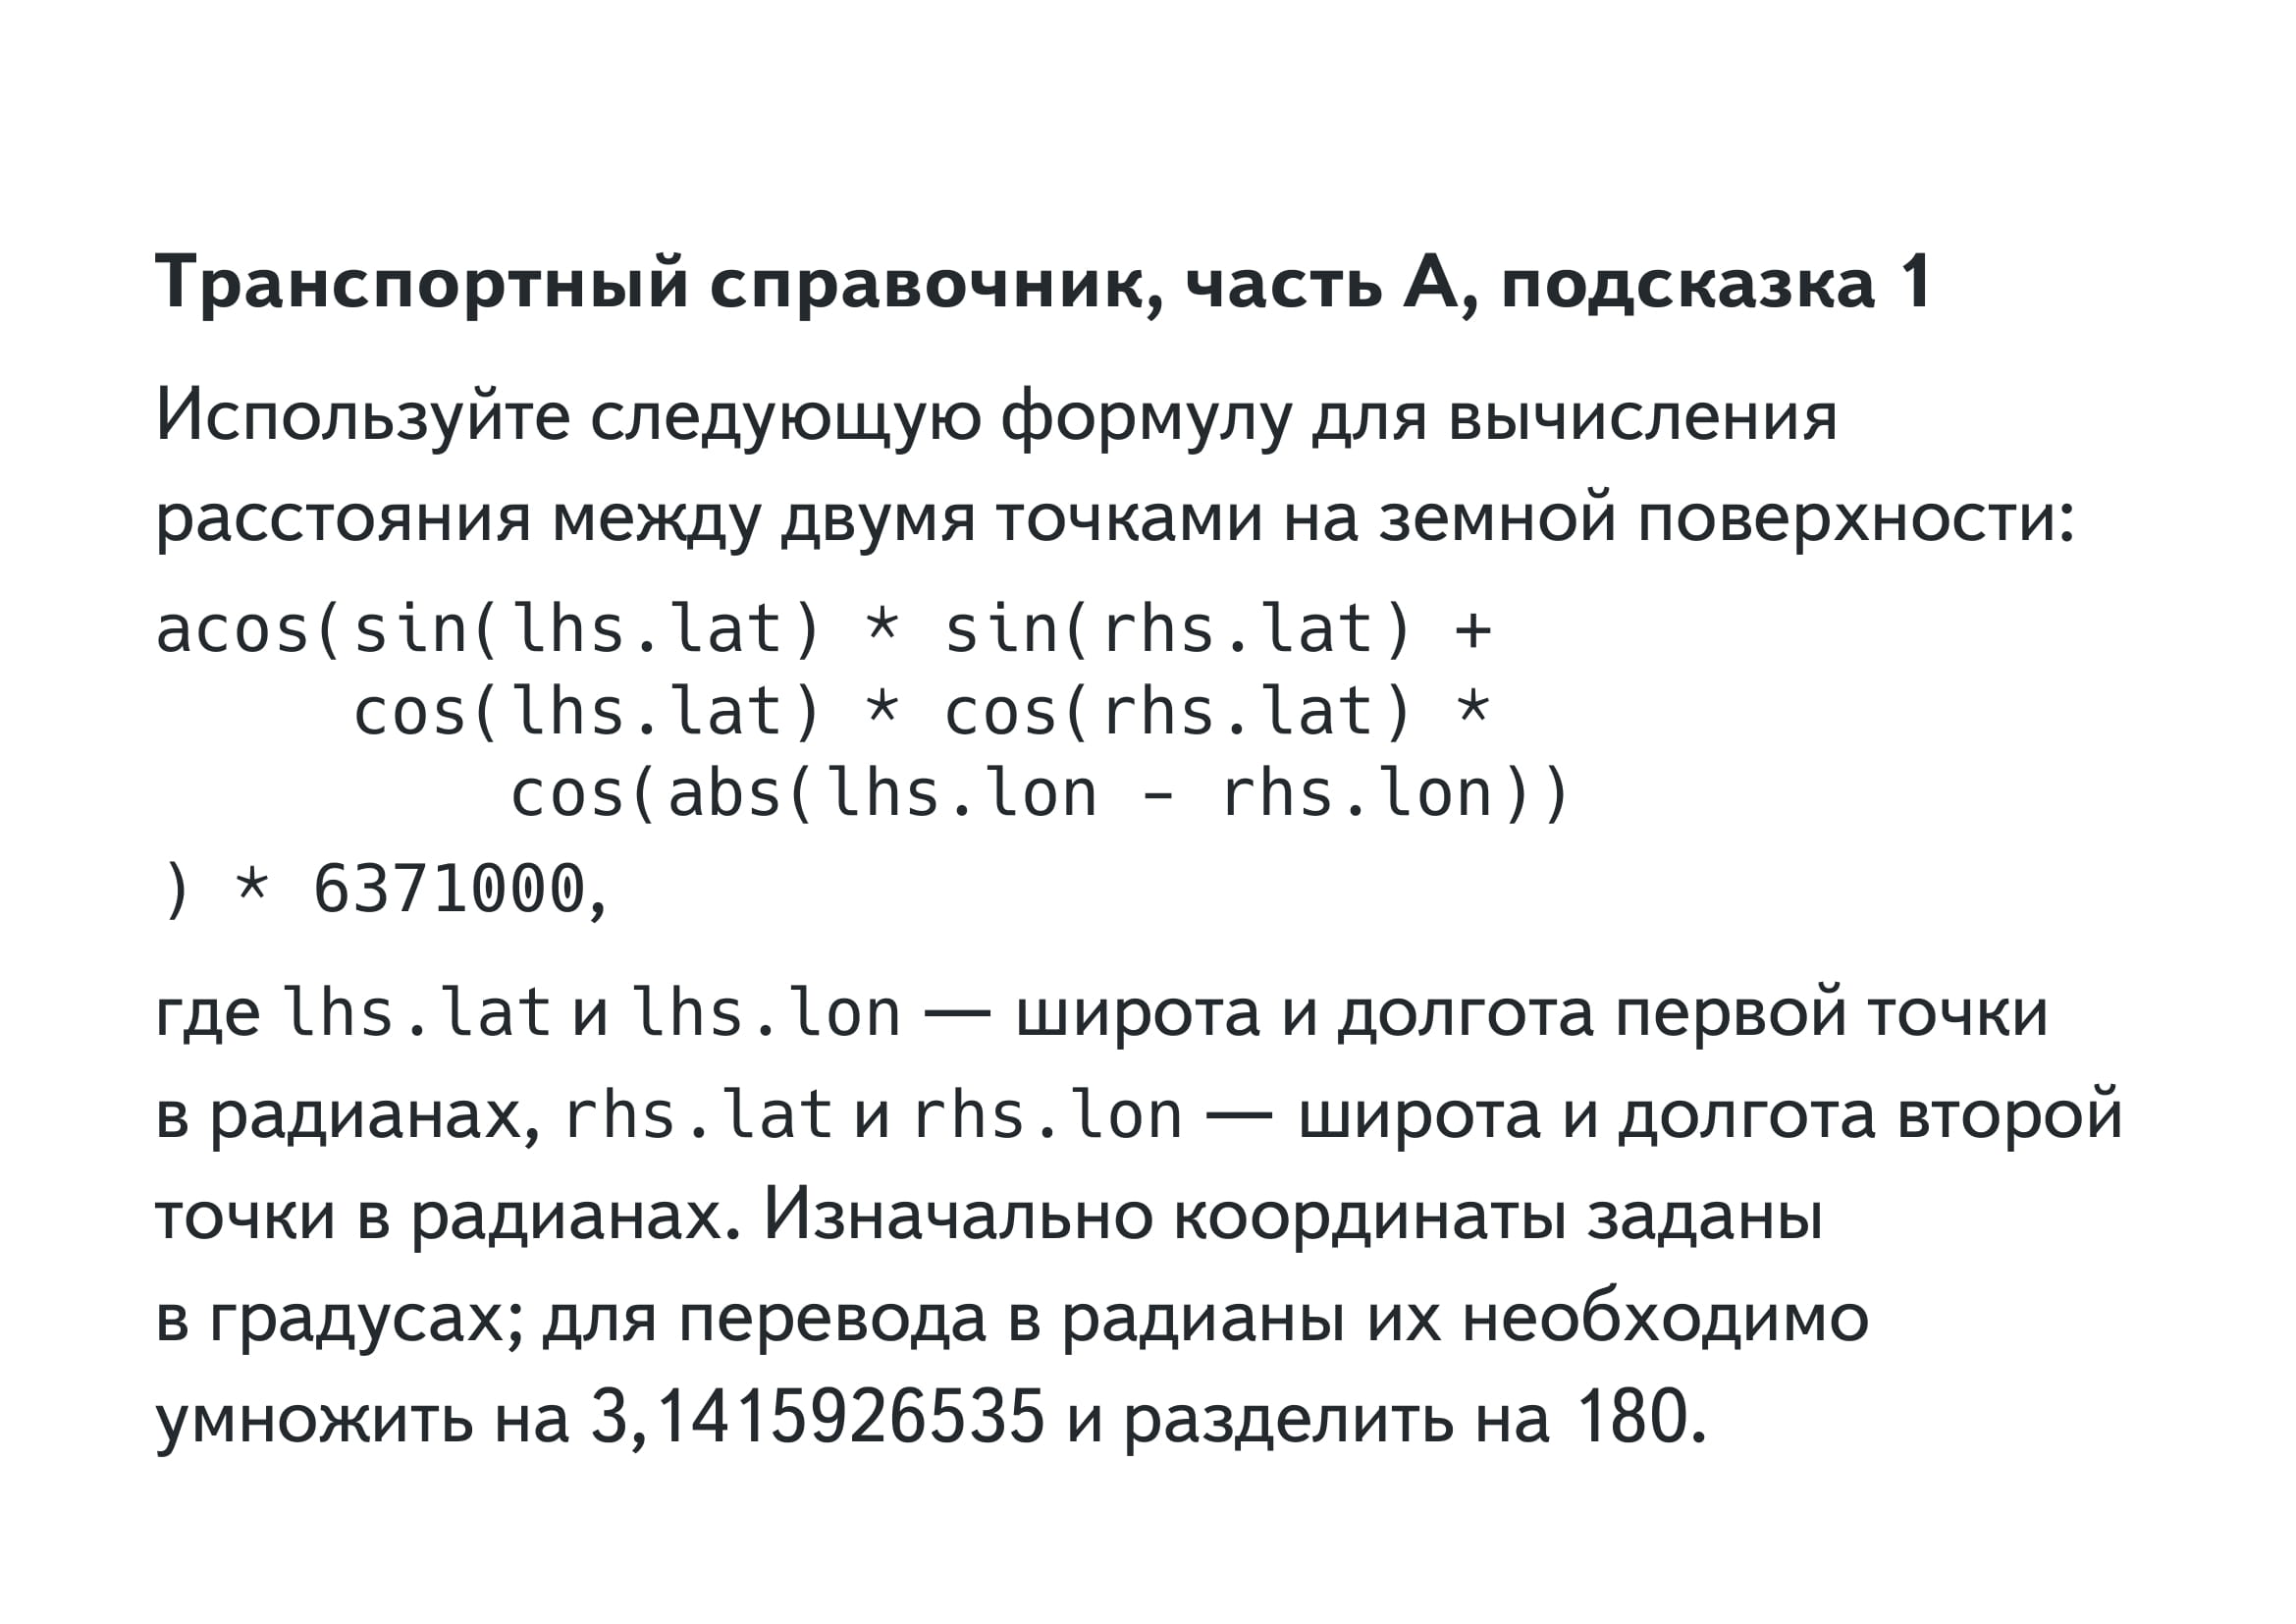 Транспортный справочник, часть A, подсказка 1
Используйте следующую формулу для вычисления
расстояния между двумя точками на земной поверхности:
acos(sin(lhs.lat) * sin(rhs.lat) +
     cos(lhs.lat) * cos(rhs.lat) *
         cos(abs(lhs.lon - rhs.lon))
) * 6371000,
где lhs.lat и lhs.lon — широта и долгота первой точки
в радианах, rhs.lat и rhs.lon — широта и долгота второй
точки в радианах. Изначально координаты заданы
в градусах; для перевода в радианы их необходимо
умножить на 3,1415926535 и разделить на 180.